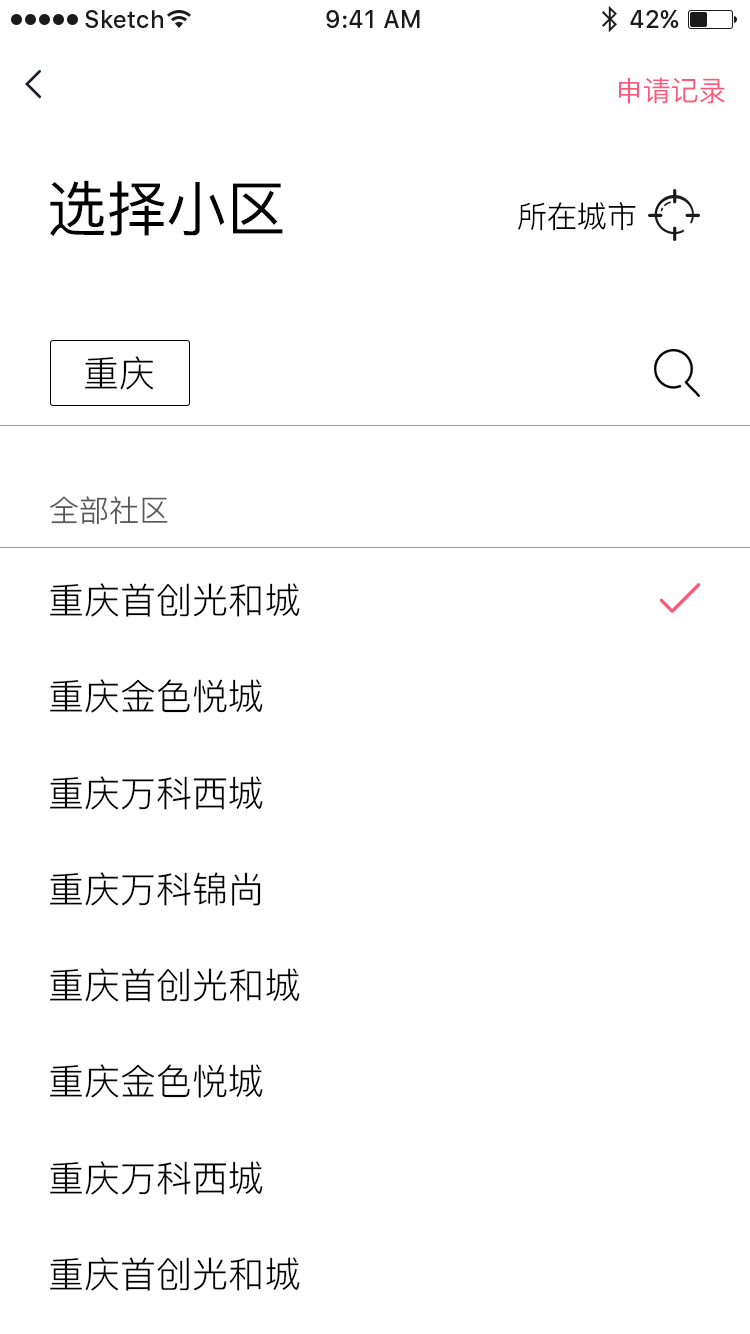 Sketch 9:41 AM 42%
申请记录
选择小区
所在城市
重庆
全部社区
重庆首创光和城
重庆金色悦城
重庆万科西城
重庆万科锦尚
重庆首创光和城
重庆金色悦城
重庆万科西城
重庆首创光和城